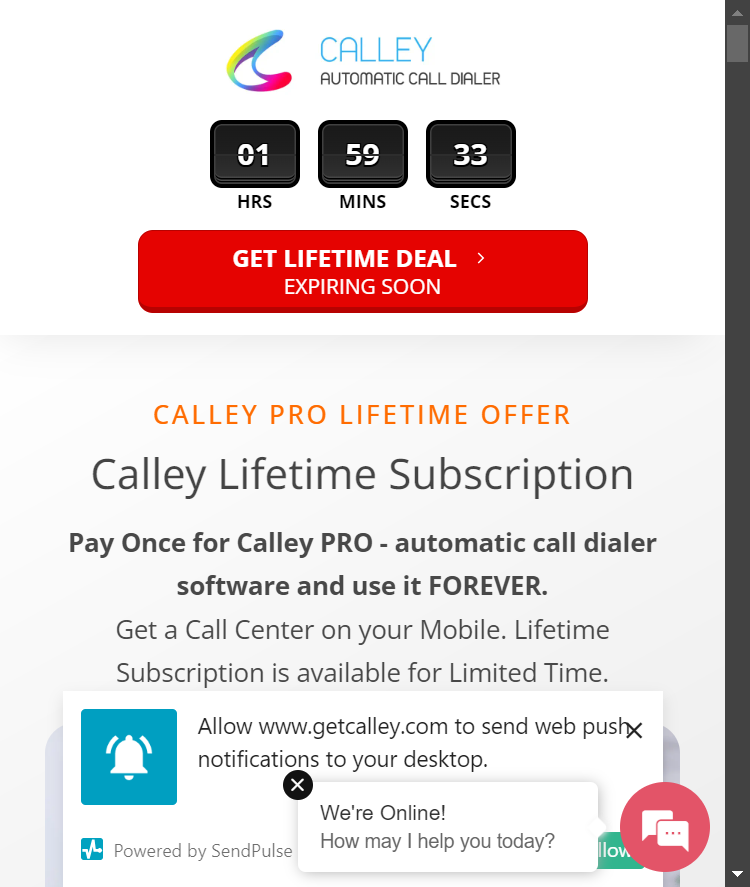 CALLEY
AUTOMATIC CALL DIALER
01 59 33
HRS MINS SECS
GET LIFETIME DEAL
EXPIRING SOON
CALLEY PRO LIFETIME OFFER
Calley Lifetime Subscription
Pay Once for Calley PRO - automatic call dialer
software and use it FOREVER.
Get a Call Center on your Mobile. Lifetime
Subscription is available for Limited Time.
Allow www.getcalley.com to send web push
notifications to your desktop.
We're Online!
How may I help you today?
Powered by SendPulse